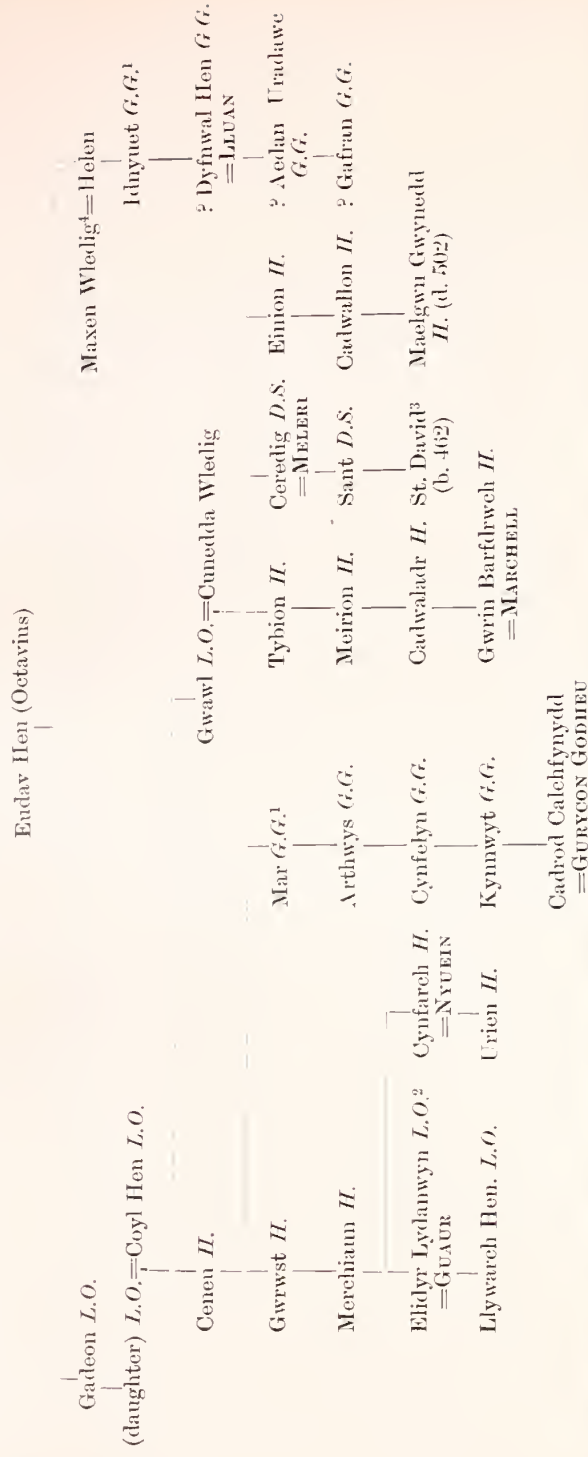 Eudav Hen (Octavius)
Gadeon L.O.
Maxen Wledig⁴=Helen
(daughter) L.O.=Coyl Hen L.O.
Idnyuet G.G.¹
Ceneu H.
Gwawl L.O.=Cunedda Wledig
? Dyfnwal Hen G G.
=LLUAN
Gwrwst H.
Mar G.G.¹
Tybion H.
Ceredig D.S.
=MELERI
Einion H.
? Aedan Uradawc
G.G.
Merchiaun H.
Arthwys G.G.
Meirion H.
Sant D.S.
Cadwallon H.
? Gafran G.G.
Elidyr Lydanwyn L.O.²
=GUAUR
Cynfarch H.
=NYUEIN
Cynfelyn G.G.
Cadwaladr H.
St. David³
(b. 462)
Maelgwn Gwynedd
H. (d. 502)
Llywarch Hen. L.O.
Urien H.
Kynnwyt G.G.
Gwrin Barfdrwch H.
=MARCHELL
Cadrod Calchfynydd
=GURYCON GODHEU